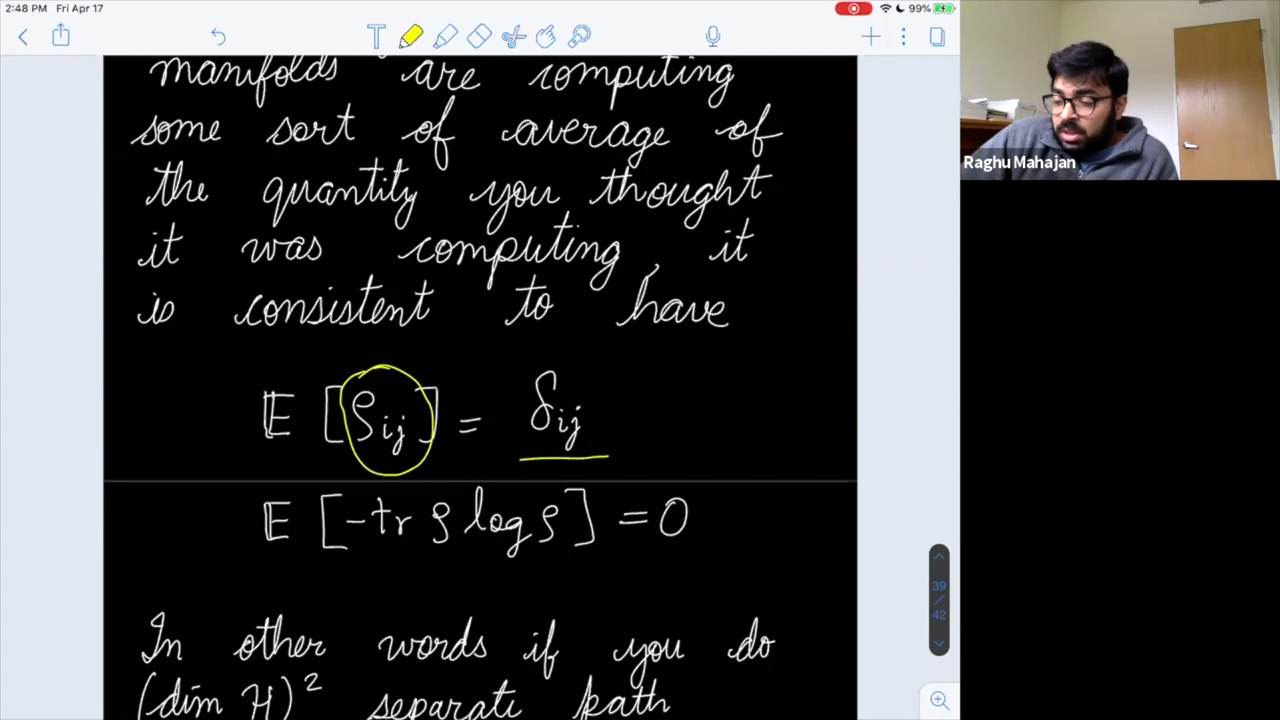 2:48 PM Fri Apr 17
99%
manifolds are computing
some sort of average of
the quantity you thought
it was computing, it
is consistent to have
𝔼 [ρij] = δij
𝔼 [-tr ρ log ρ] = 0
In other words if you do
(dim H)² separate path
39
/
42
Raghu Mahajan